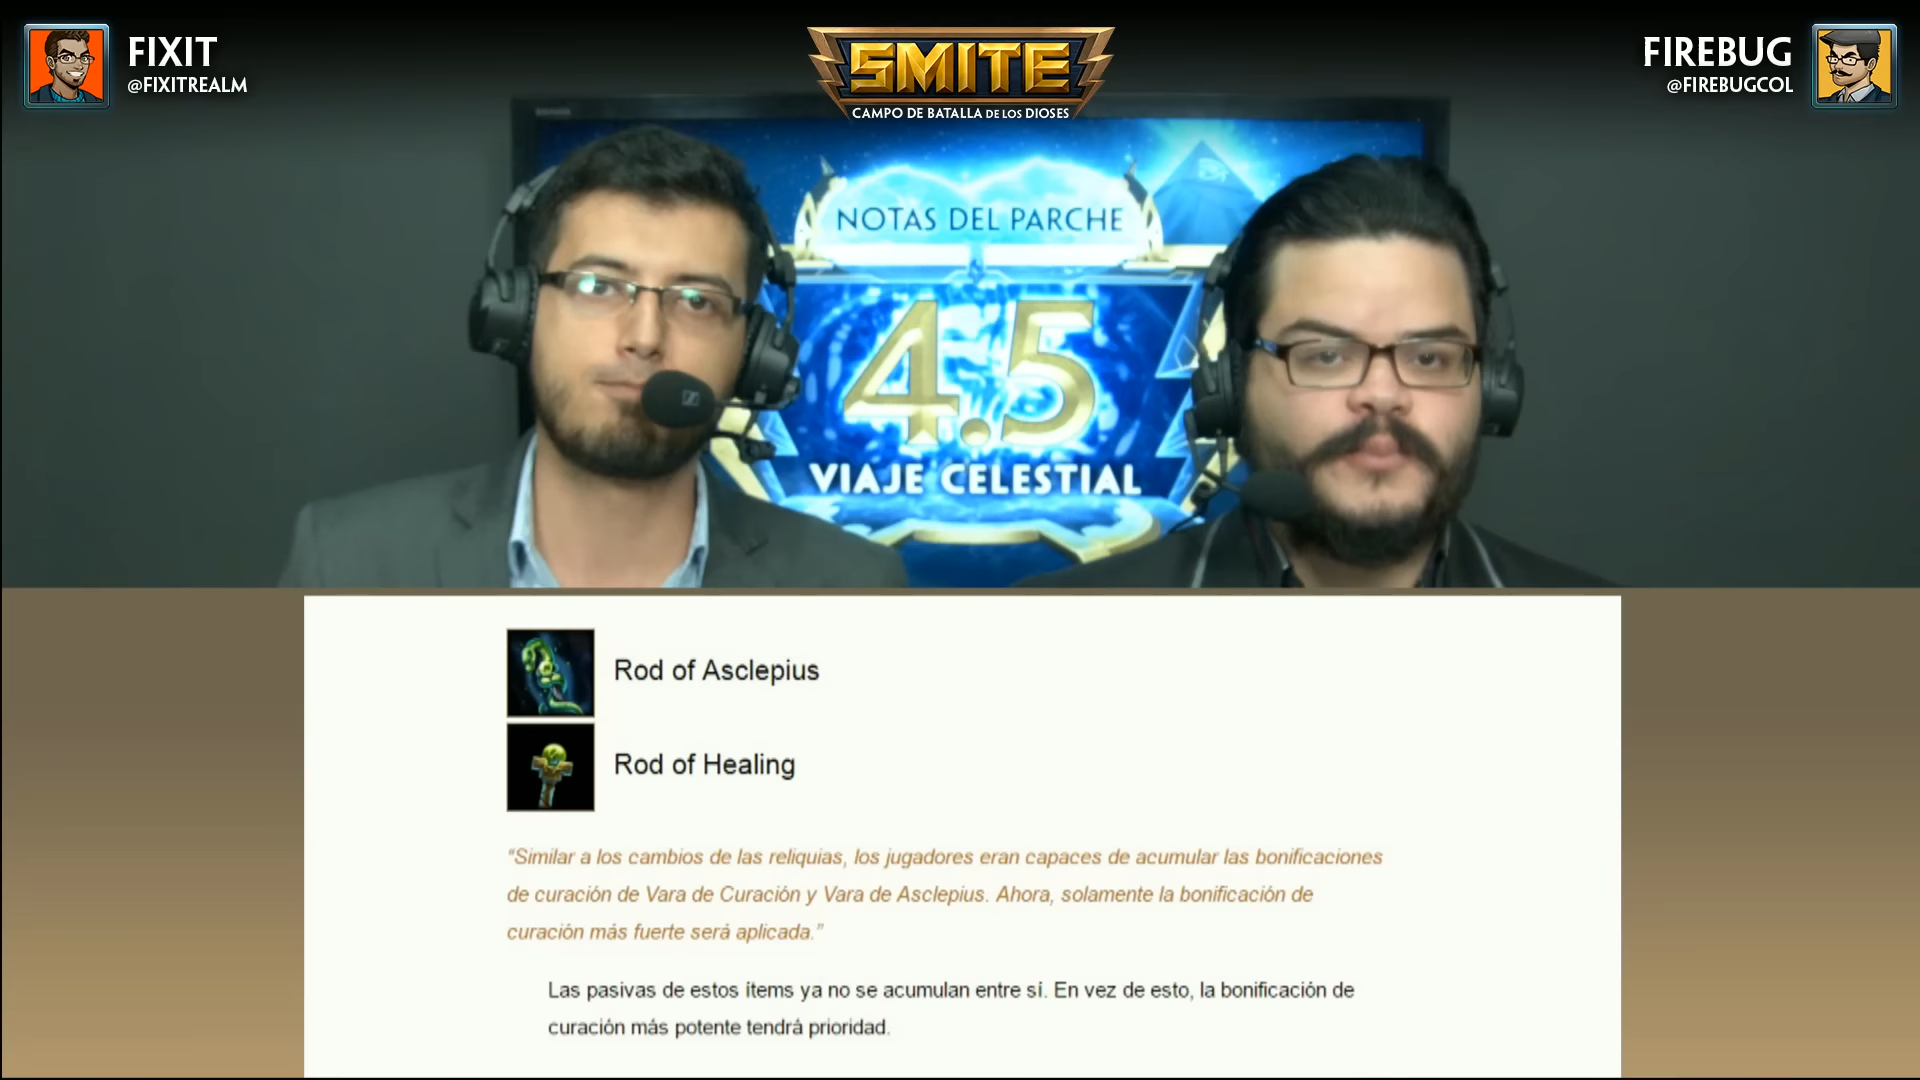 FIXIT
@FIXITREALM
SMITE
CAMPO DE BATALLA DE LOS DIOSES
FIREBUG
@FIREBUGCOL
NOTAS DEL PARCHE
4.5
VIAJE CELESTIAL
Rod of Asclepius
Rod of Healing
“Similar a los cambios de las reliquias, los jugadores eran capaces de acumular las bonificaciones
de curación de Vara de Curación y Vara de Asclepius. Ahora, solamente la bonificación de
curación más fuerte será aplicada.”
Las pasivas de estos ítems ya no se acumulan entre sí. En vez de esto, la bonificación de
curación más potente tendrá prioridad.